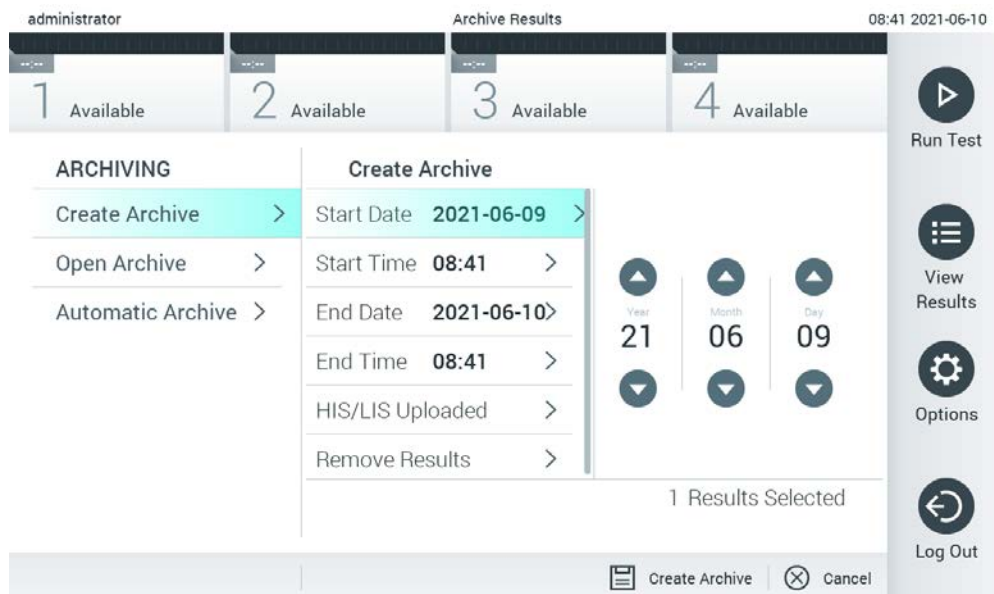 administrator Archive Results 08:41 2021-06-10
--:-- --:-- --:-- --:--
1 Available 2 Available 3 Available 4 Available
Run Test
ARCHIVING
Create Archive
Open Archive
Automatic Archive
Create Archive
Start Date 2021-06-09
Start Time 08:41
End Date 2021-06-10
End Time 08:41
HIS/LIS Uploaded
Remove Results
Year Month Day
21 06 09
1 Results Selected
View
Results
Options
Log Out
Create Archive Cancel